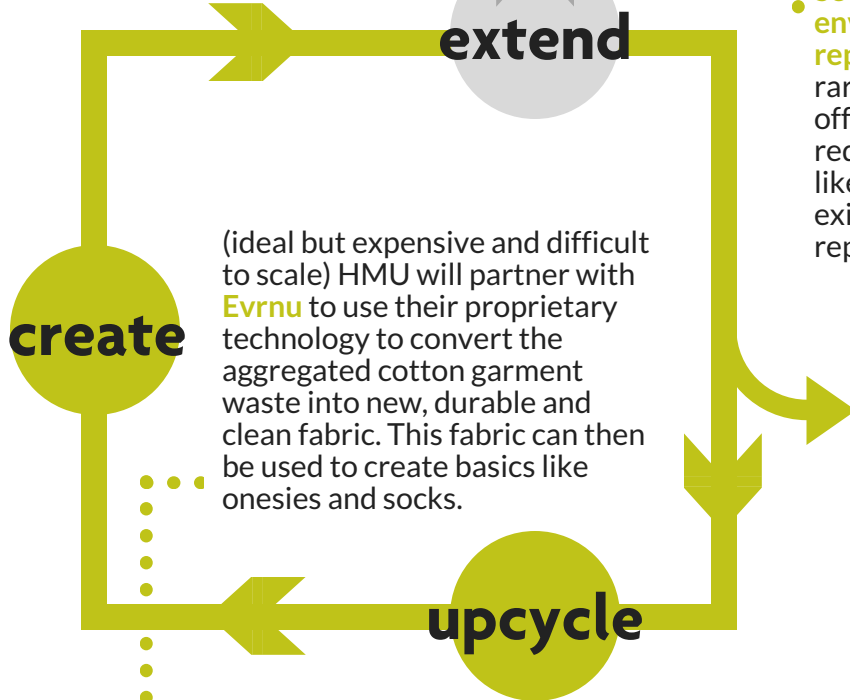 extend
(ideal but expensive and difficult
to scale) HMU will partner with
Evrnu to use their proprietary
technology to convert the
aggregated cotton garment
waste into new, durable and
clean fabric. This fabric can then
be used to create basics like
onesies and socks.
create
upcycle